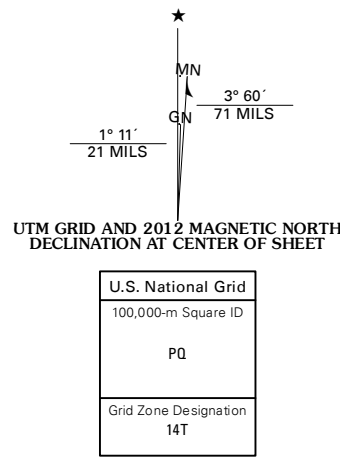 ★
MN
3° 60´
71 MILS
GN
1° 11´
21 MILS
UTM GRID AND 2012 MAGNETIC NORTH
DECLINATION AT CENTER OF SHEET
U.S. National Grid
100,000-m Square ID
PQ
Grid Zone Designation
14T